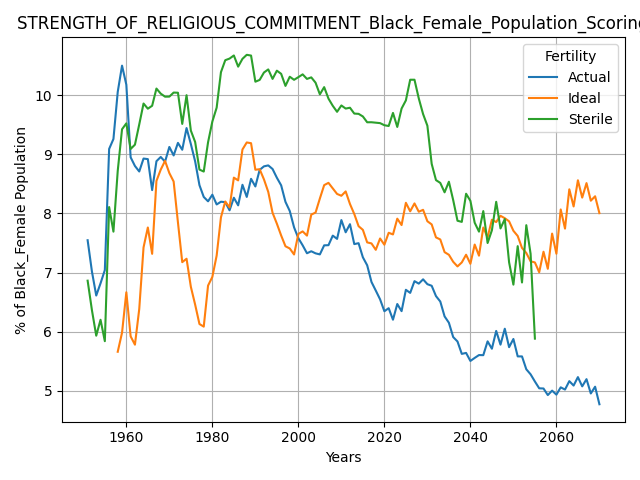 STRENGTH_OF_RELIGIOUS_COMMITMENT_Black_Female_Population_Scoring
Fertility
Actual
Ideal
Sterile
% of Black_Female Population
10
9
8
7
6
5
1960
1980
2000
2020
2040
2060
Years